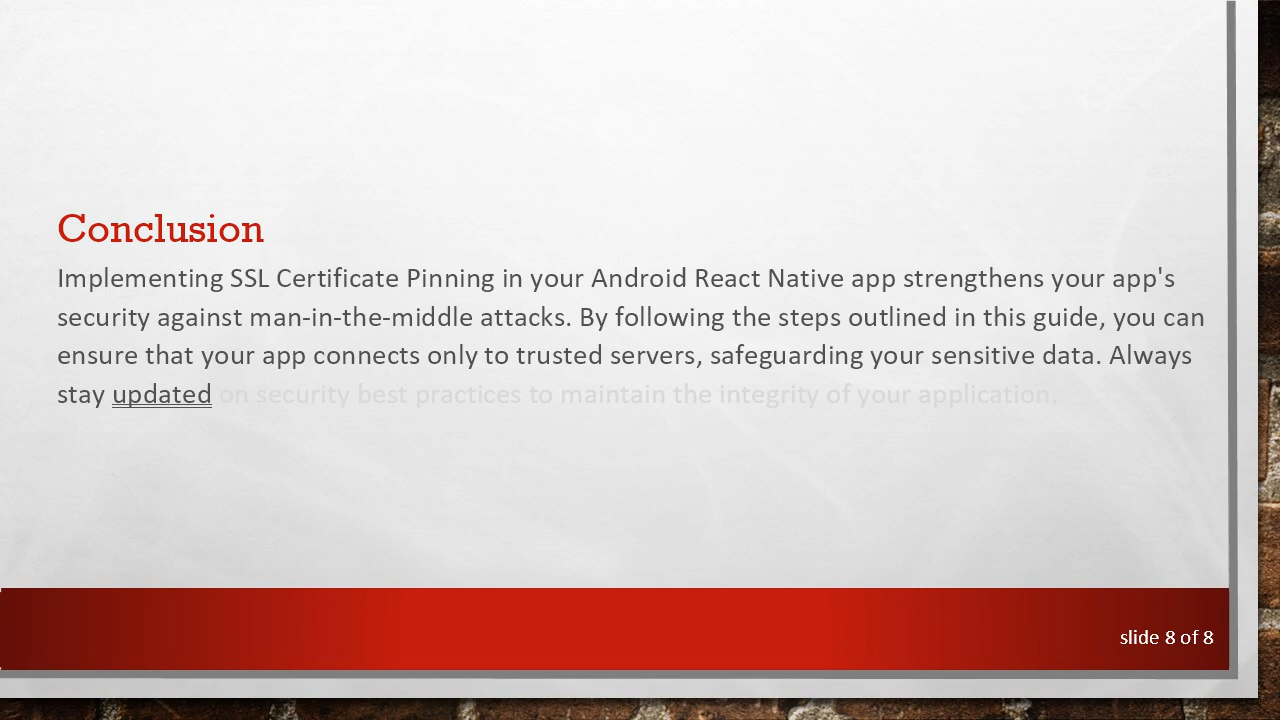 Conclusion
Implementing SSL Certificate Pinning in your Android React Native app strengthens your app's
security against man-in-the-middle attacks. By following the steps outlined in this guide, you can
ensure that your app connects only to trusted servers, safeguarding your sensitive data. Always
stay updated on security best practices to maintain the integrity of your application.
slide 8 of 8